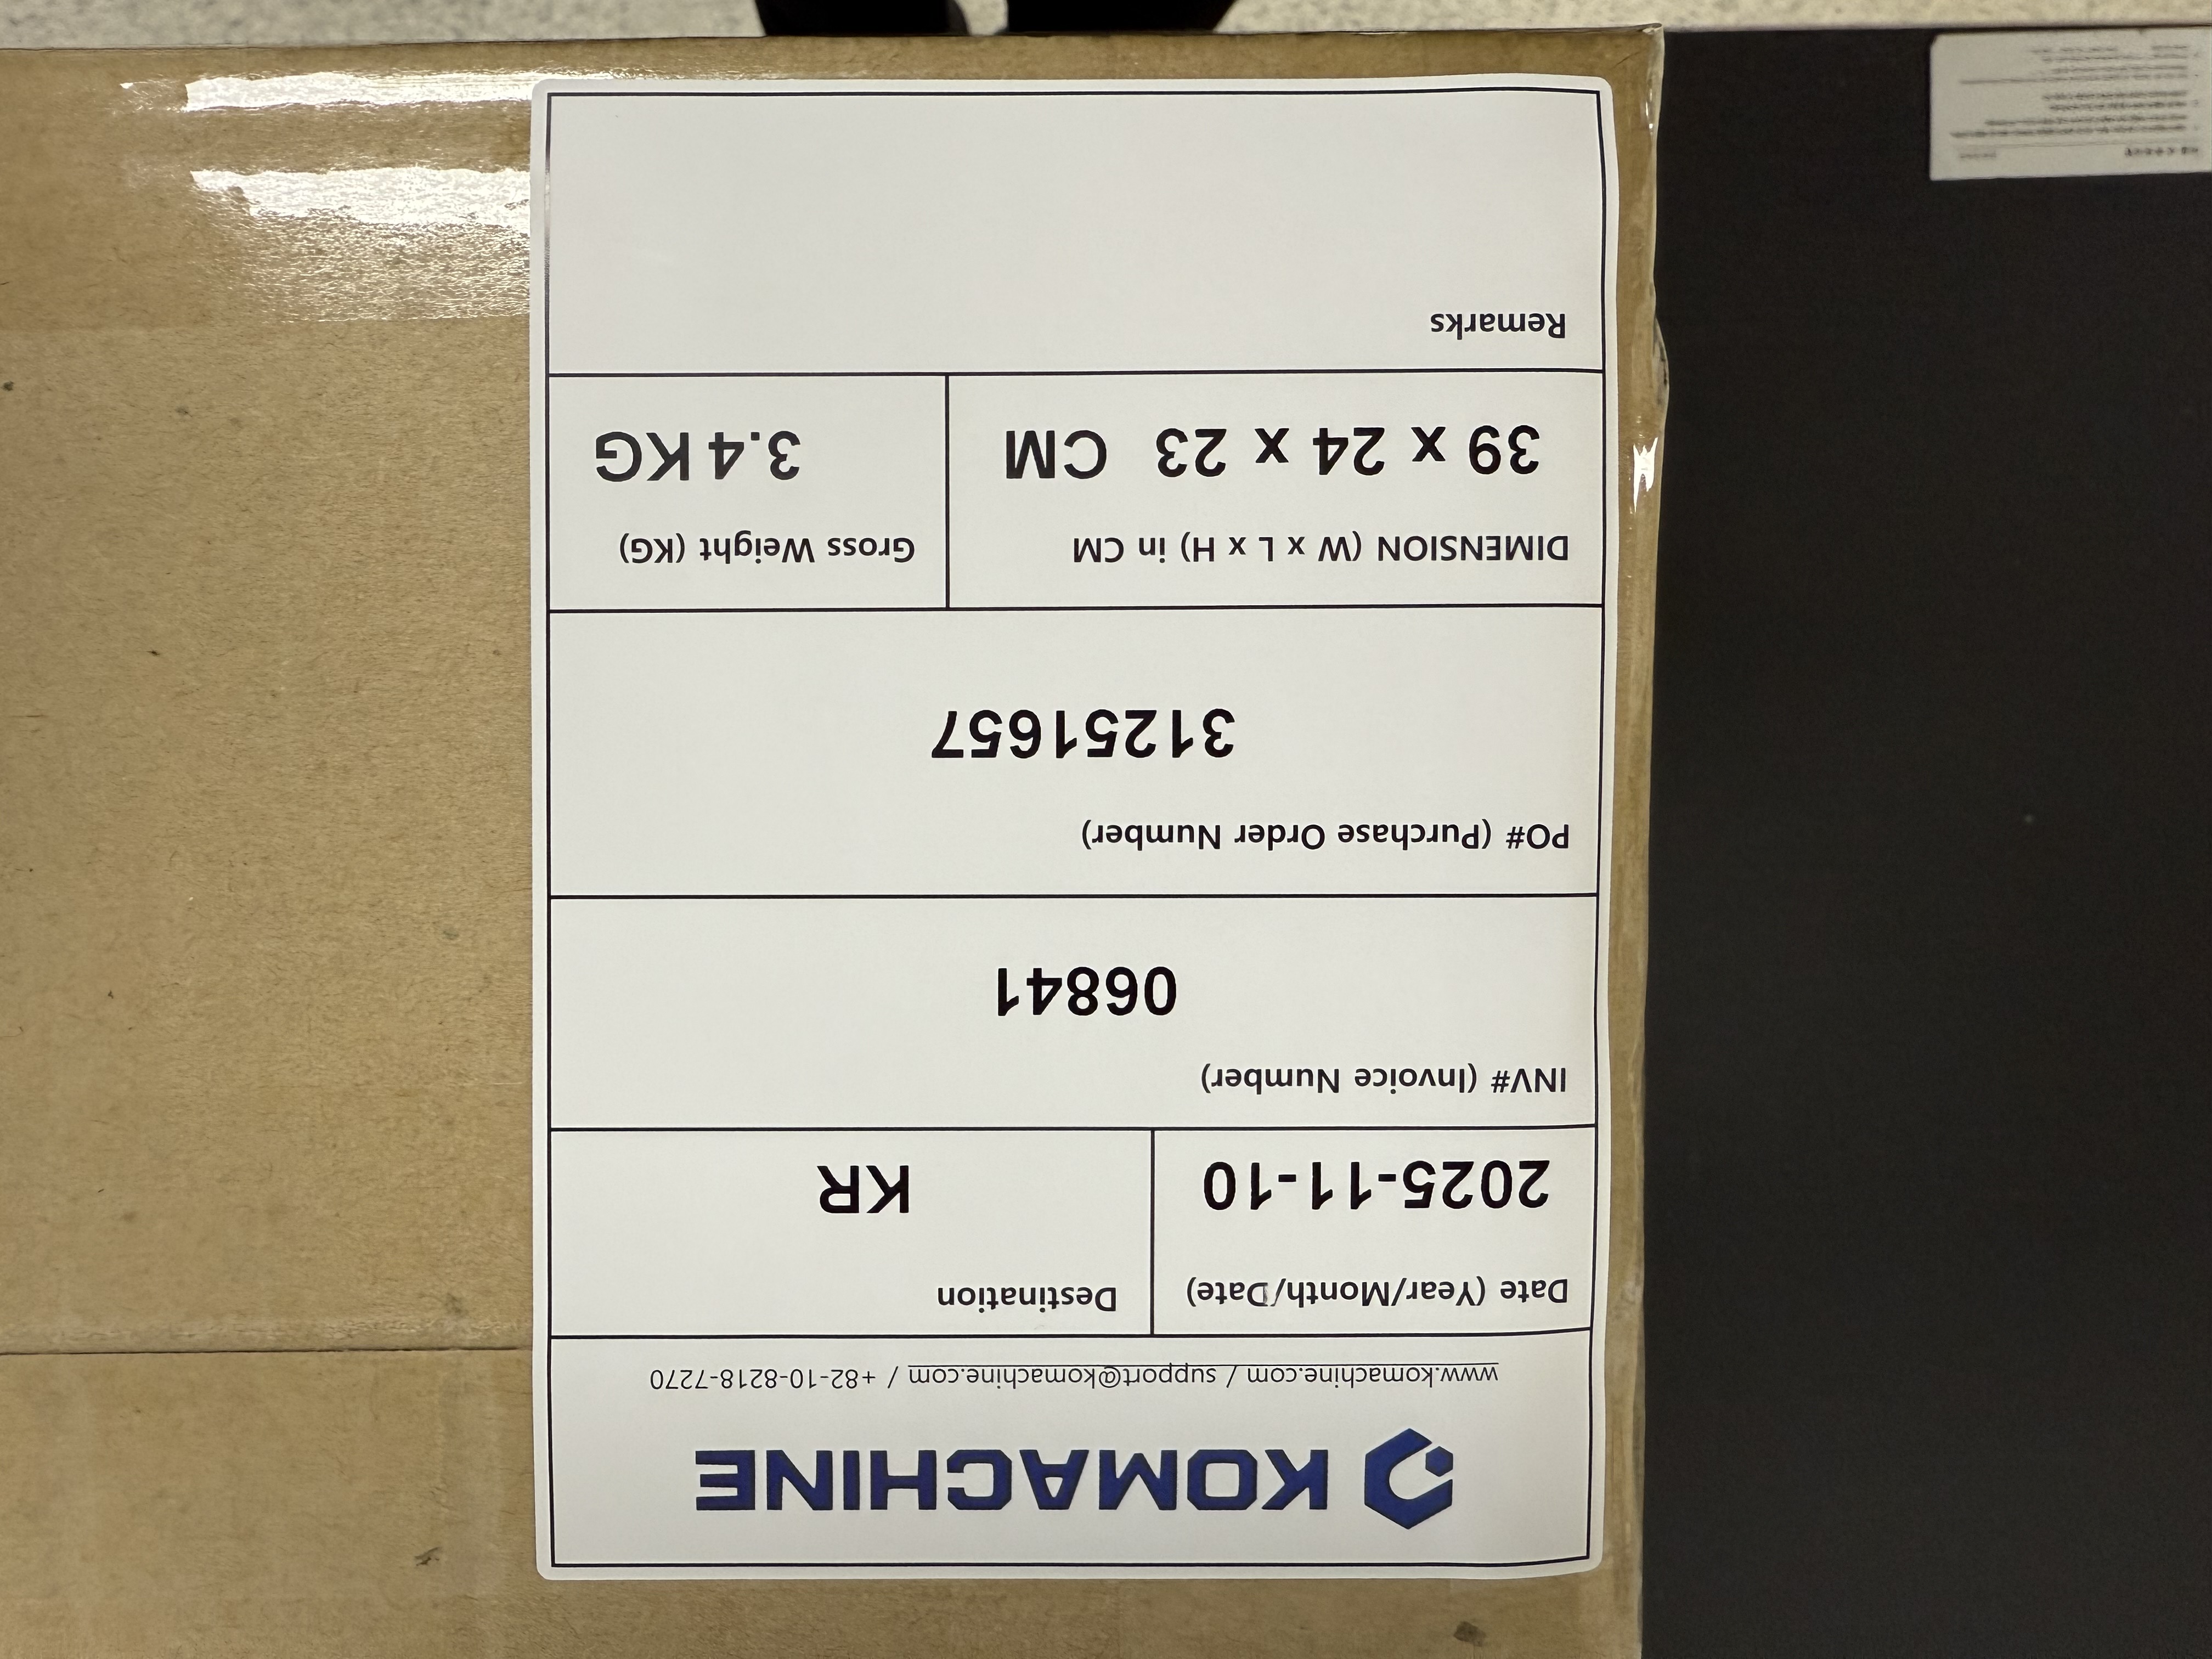 KOMACHINE
www.komachine.com / support@komachine.com / +82-10-8218-7270
Date (Year/Month/Date)
2025-11-10
Destination
KR
INV# (Invoice Number)
06841
PO# (Purchase Order Number)
31251657
DIMENSION (W x L x H) in CM
39 x 24 x 23 CM
Gross Weight (KG)
3.4 KG
Remarks